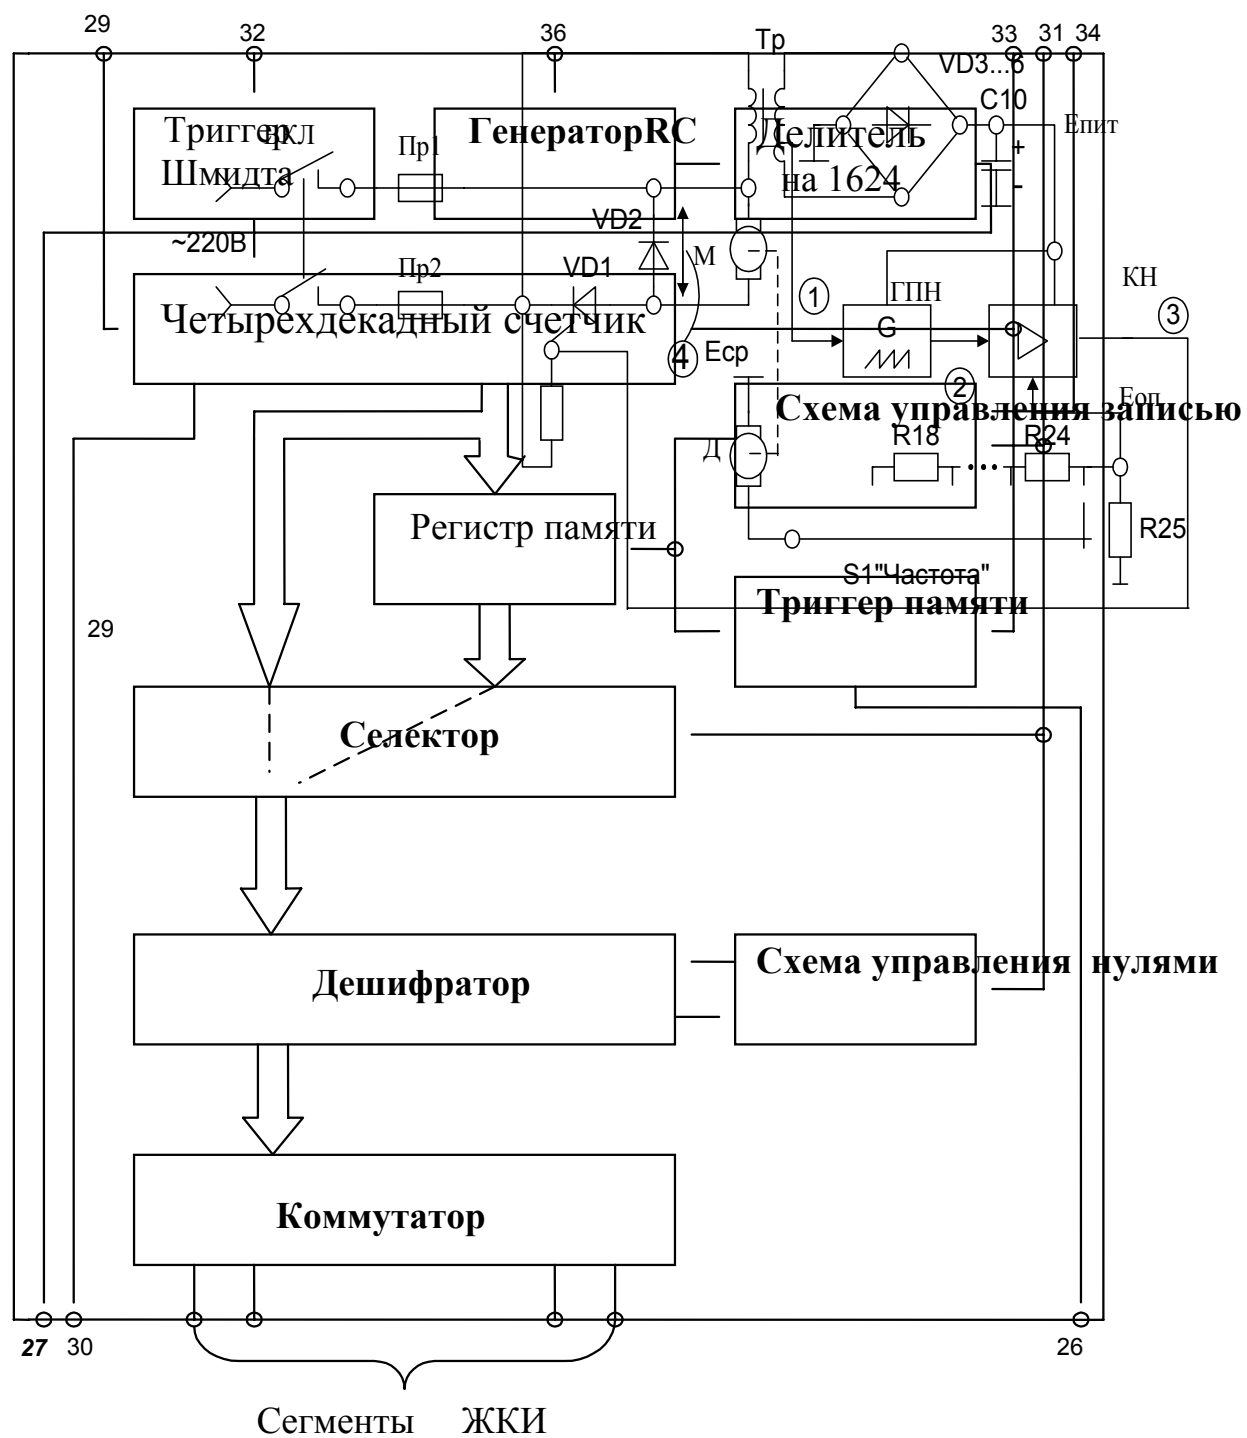 29
32
36
Тр
33
31
34
VD3...6
C10
Eпит
Триггер
Шмидта
ВКЛ
Пр1
ГенераторRC
Делитель
на 1624
+
-
~220В
VD2
М
Пр2
VD1
Четырехдекадный счетчик
1
ГПН
КН
3
G
4
Eср
2
Еоп
Схема управления записью
Д
R18
...
R24
Регистр памяти
R25
S1"Частота"
Триггер памяти
29
Селектор
Дешифратор
Схема управления нулями
Коммутатор
27
30
26
Сегменты ЖКИ